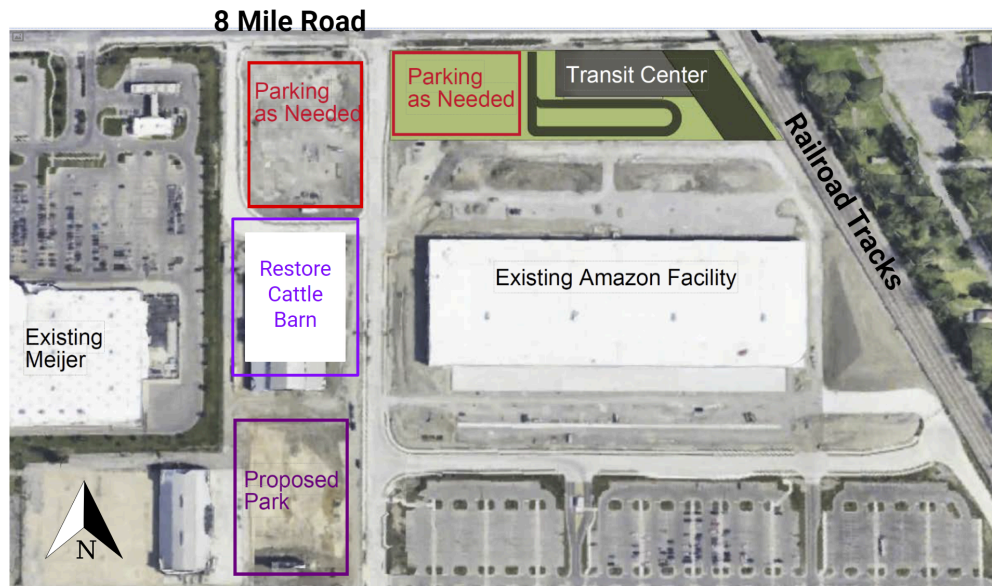 8 Mile Road
Parking
as Needed
Parking
as Needed
Transit Center
Railroad Tracks
Restore
Cattle
Barn
Existing Amazon Facility
Existing
Meijer
Proposed
Park
N